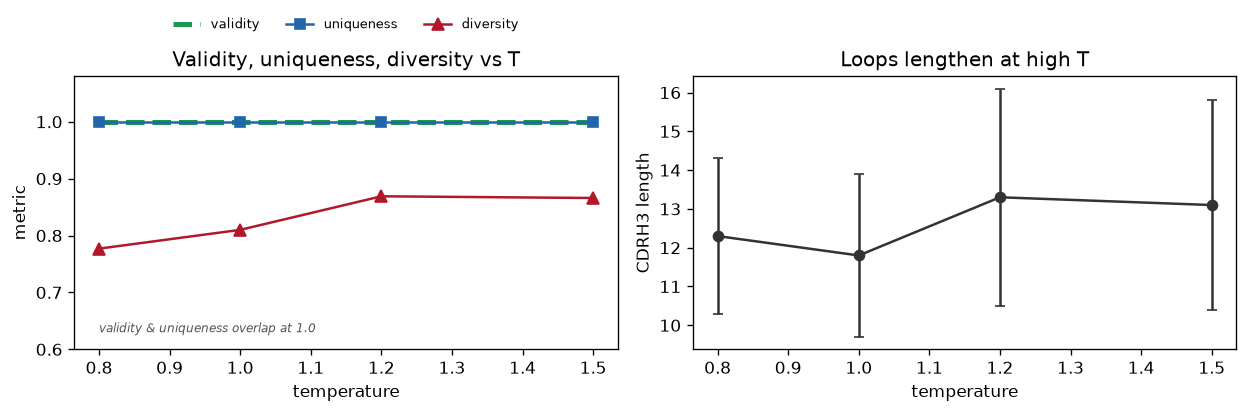 validity uniqueness diversity
Validity, uniqueness, diversity vs T
metric
1.0
0.9
0.8
0.7
0.6
validity & uniqueness overlap at 1.0
0.8 0.9 1.0 1.1 1.2 1.3 1.4 1.5
temperature
Loops lengthen at high T
CDRH3 length
16
15
14
13
12
11
10
0.8 0.9 1.0 1.1 1.2 1.3 1.4 1.5
temperature